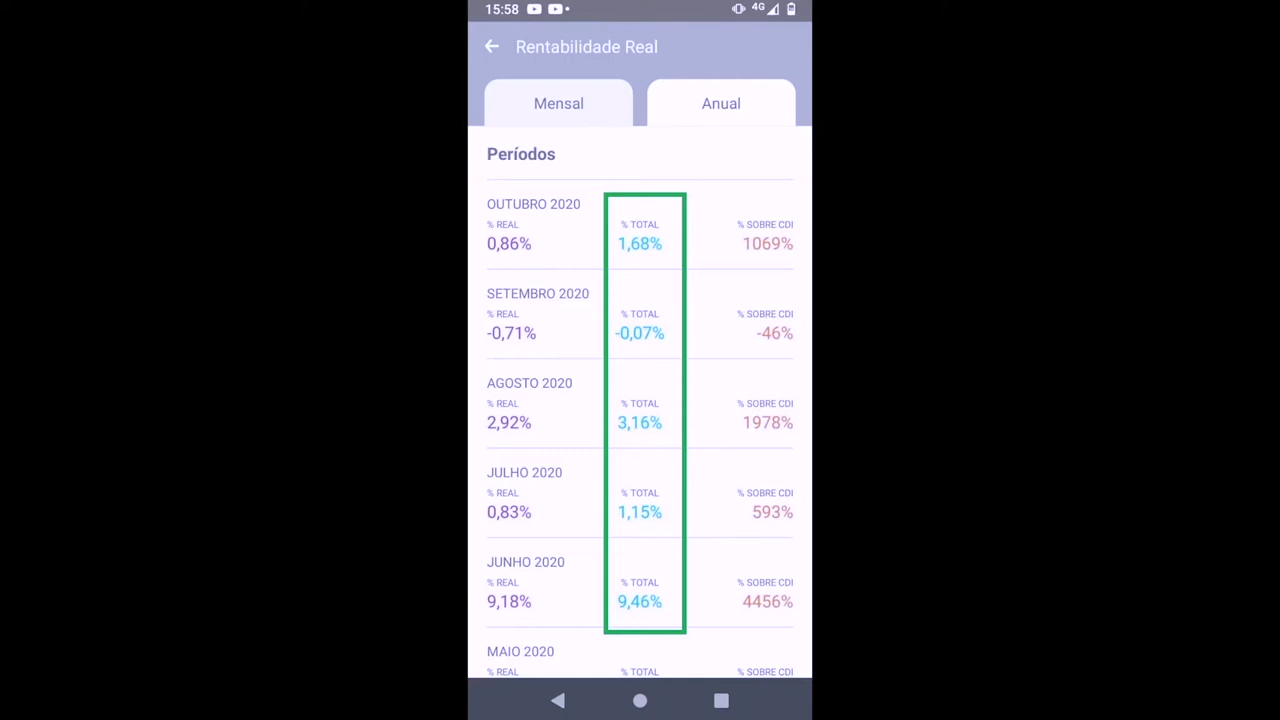 15:58 4G
Rentabilidade Real
Mensal Anual
Períodos
OUTUBRO 2020
% REAL % TOTAL % SOBRE CDI
0,86% 1,68% 1069%
SETEMBRO 2020
% REAL % TOTAL % SOBRE CDI
-0,71% -0,07% -46%
AGOSTO 2020
% REAL % TOTAL % SOBRE CDI
2,92% 3,16% 1978%
JULHO 2020
% REAL % TOTAL % SOBRE CDI
0,83% 1,15% 593%
JUNHO 2020
% REAL % TOTAL % SOBRE CDI
9,18% 9,46% 4456%
MAIO 2020
% REAL % TOTAL % SOBRE CDI